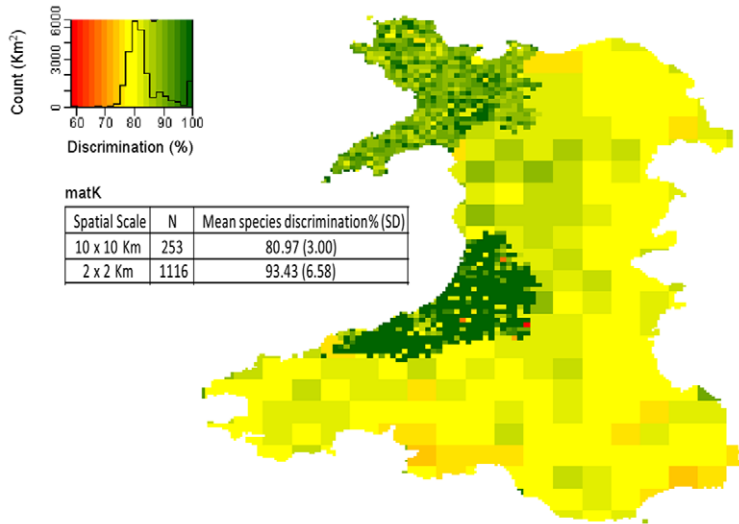 6000
3000
0
Count (Km²)
60 70 80 90 100
Discrimination (%)
matK
Spatial Scale N Mean species discrimination% (SD)
10 x 10 Km 253 80.97 (3.00)
2 x 2 Km 1116 93.43 (6.58)